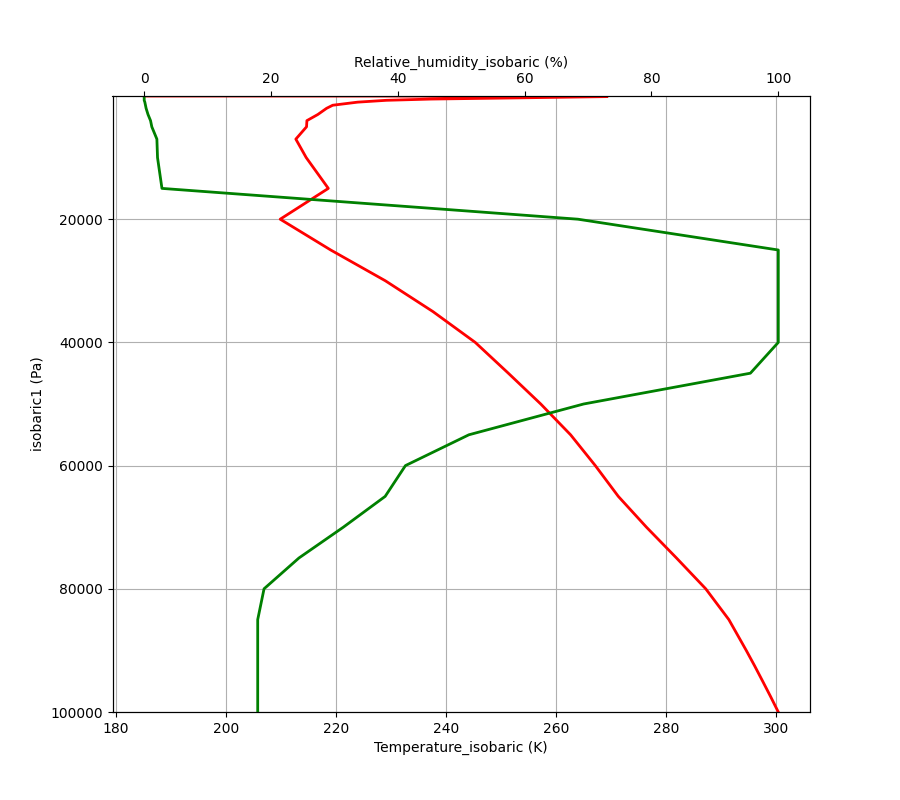 Relative_humidity_isobaric (%)
0 20 40 60 80 100
20000
40000
60000
80000
100000
isobaric1 (Pa)
180 200 220 240 260 280 300
Temperature_isobaric (K)